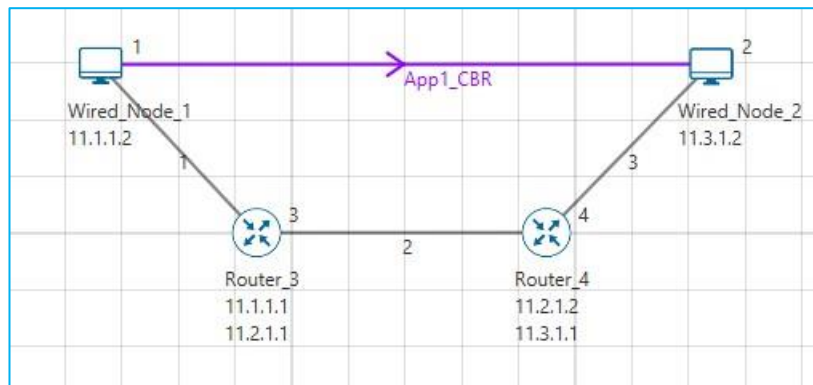 1
2
App1_CBR
Wired_Node_1
11.1.1.2
Wired_Node_2
11.3.1.2
1
3
3
4
2
Router_3
11.1.1.1
11.2.1.1
Router_4
11.2.1.2
11.3.1.1